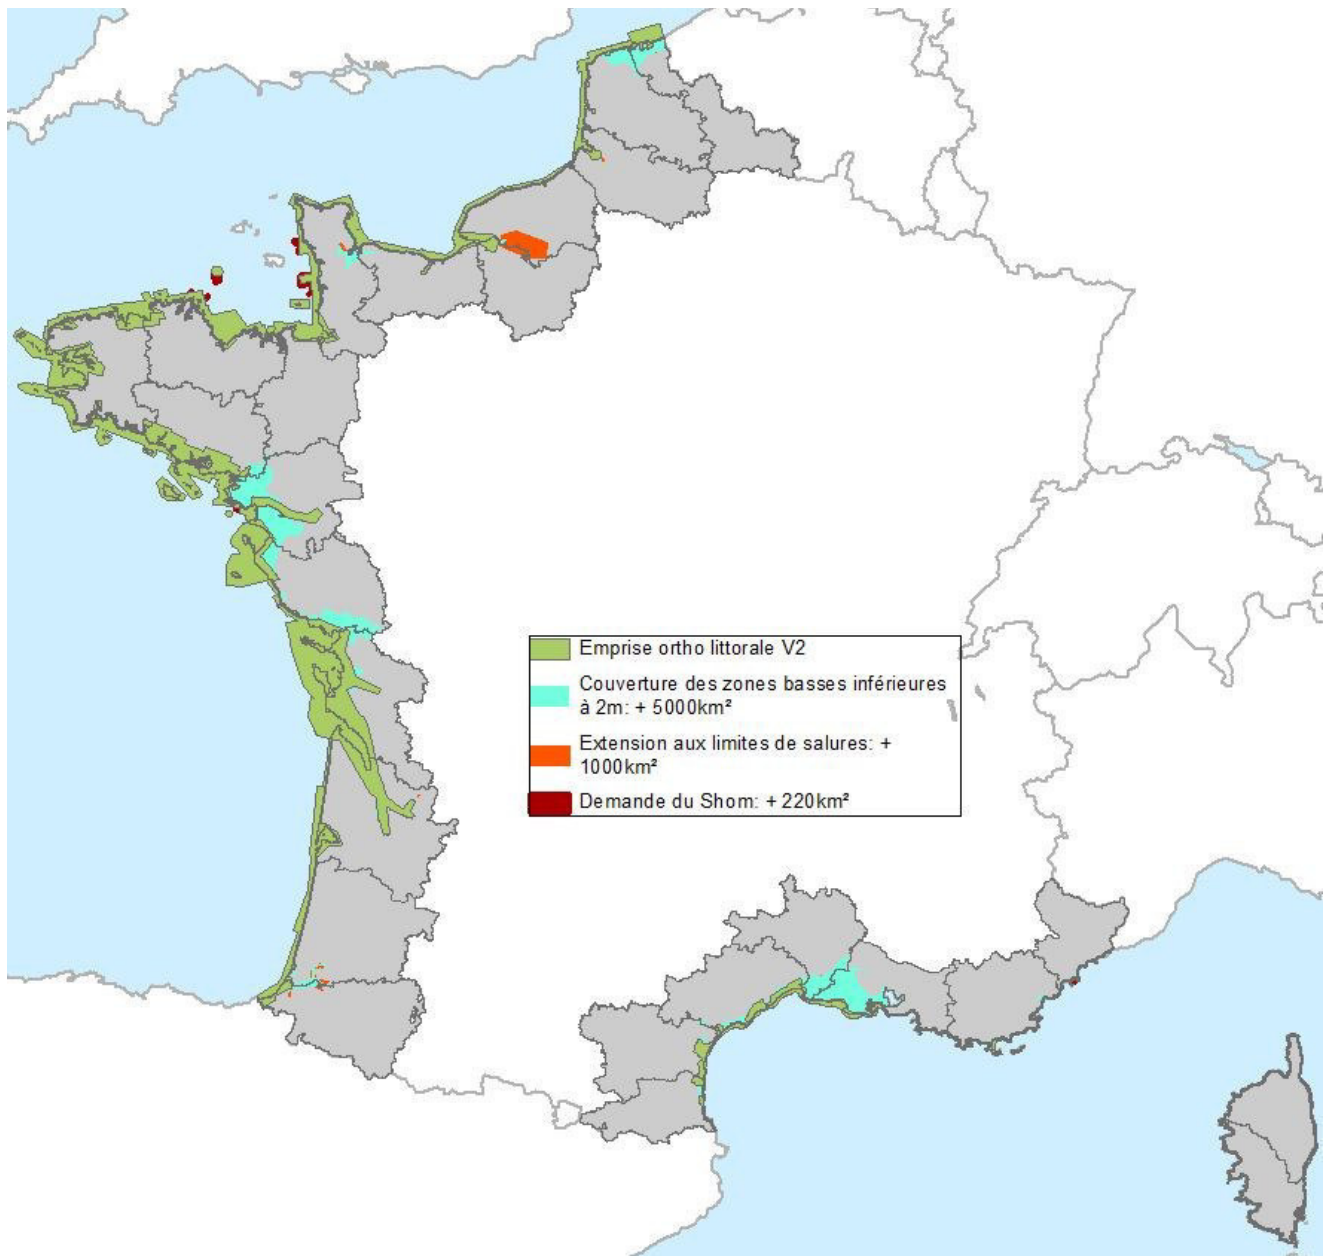 Emprise ortho littorale V2
Couverture des zones basses inférieures
à 2m: + 5000km²
Extension aux limites de salures: +
1000km²
Demande du Shom: + 220km²